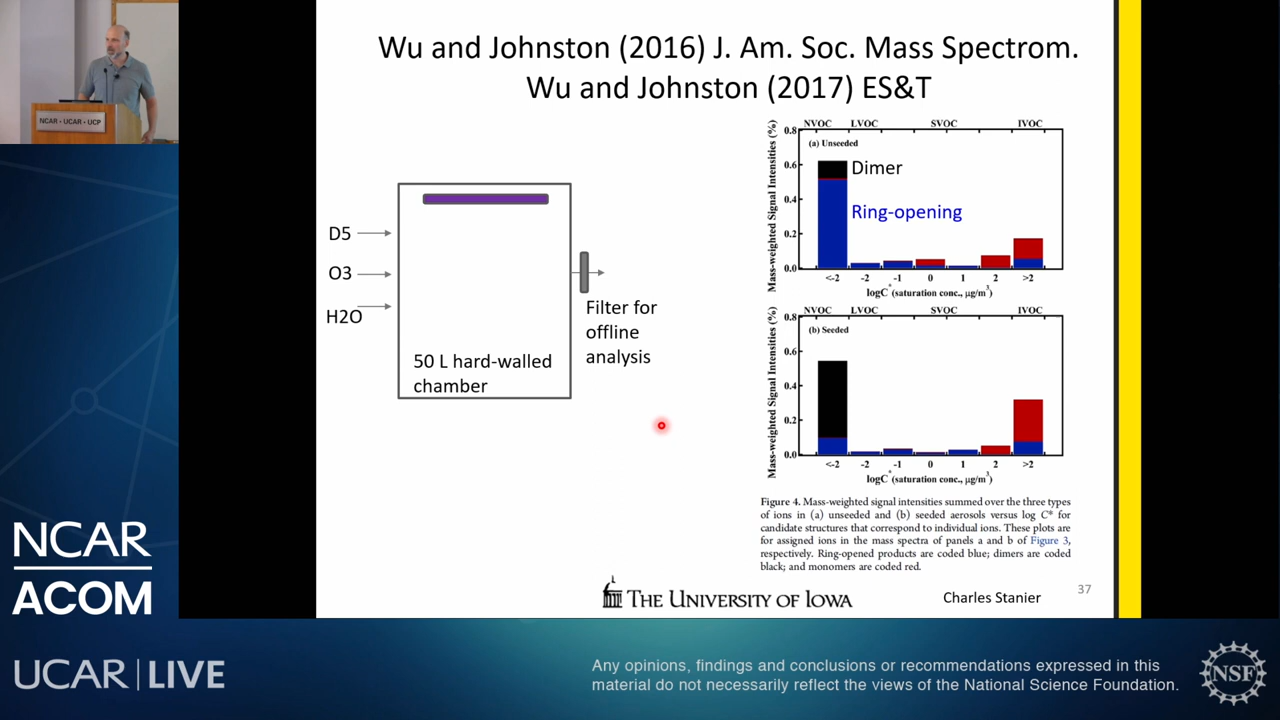 NCAR • UCAR • UCP
Wu and Johnston (2016) J. Am. Soc. Mass Spectrom.
Wu and Johnston (2017) ES&T
D5
O3
H2O
50 L hard-walled
chamber
Filter for
offline
analysis
NVOC LVOC SVOC IVOC
Mass-weighted Signal Intensities (%)
0.8
0.6
0.4
0.2
0.0
(a) Unseeded
Dimer
Ring-opening
<-2 -2 -1 0 1 2 >2
logC* (saturation conc., µg/m3)
NVOC LVOC SVOC IVOC
Mass-weighted Signal Intensities (%)
0.8
0.6
0.4
0.2
0.0
(b) Seeded
<-2 -2 -1 0 1 2 >2
logC* (saturation conc., µg/m3)
Figure 4. Mass-weighted signal intensities summed over the three types
of ions in (a) unseeded and (b) seeded aerosols versus log C* for
candidate structures that correspond to individual ions. These plots are
for assigned ions in the mass spectra of panels a and b of Figure 3,
respectively. Ring-opened products are coded blue; dimers are coded
black; and monomers are coded red.
THE UNIVERSITY OF IOWA
Charles Stanier
37
NCAR
ACOM
UCAR | LIVE
Any opinions, findings and conclusions or recommendations expressed in this
material do not necessarily reflect the views of the National Science Foundation.
NSF